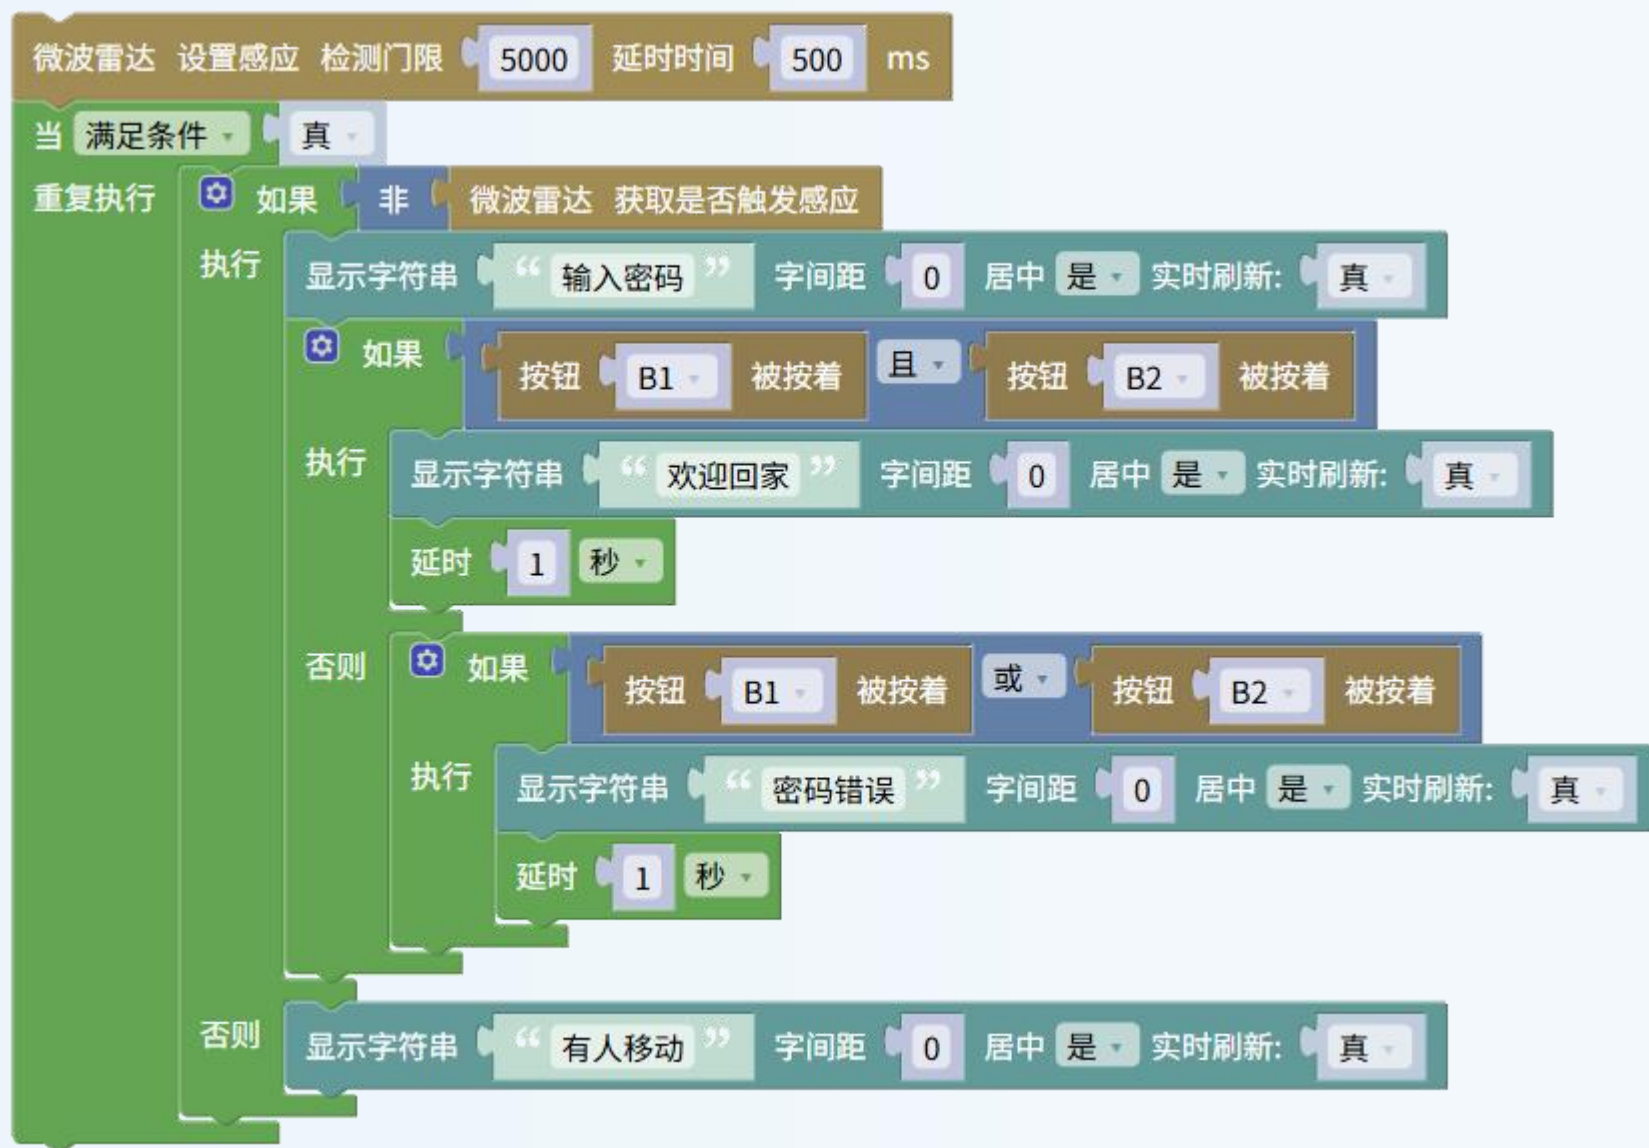 微波雷达 设置感应 检测门限 5000 延时时间 500 ms
当 满足条件 真
重复执行 如果 非 微波雷达 获取是否触发感应
执行 显示字符串 “ 输入密码 ” 字间距 0 居中 是 实时刷新: 真
如果 按钮 B1 被按着 且 按钮 B2 被按着
执行 显示字符串 “ 欢迎回家 ” 字间距 0 居中 是 实时刷新: 真
延时 1 秒
否则 如果 按钮 B1 被按着 或 按钮 B2 被按着
执行 显示字符串 “ 密码错误 ” 字间距 0 居中 是 实时刷新: 真
延时 1 秒
否则 显示字符串 “ 有人移动 ” 字间距 0 居中 是 实时刷新: 真